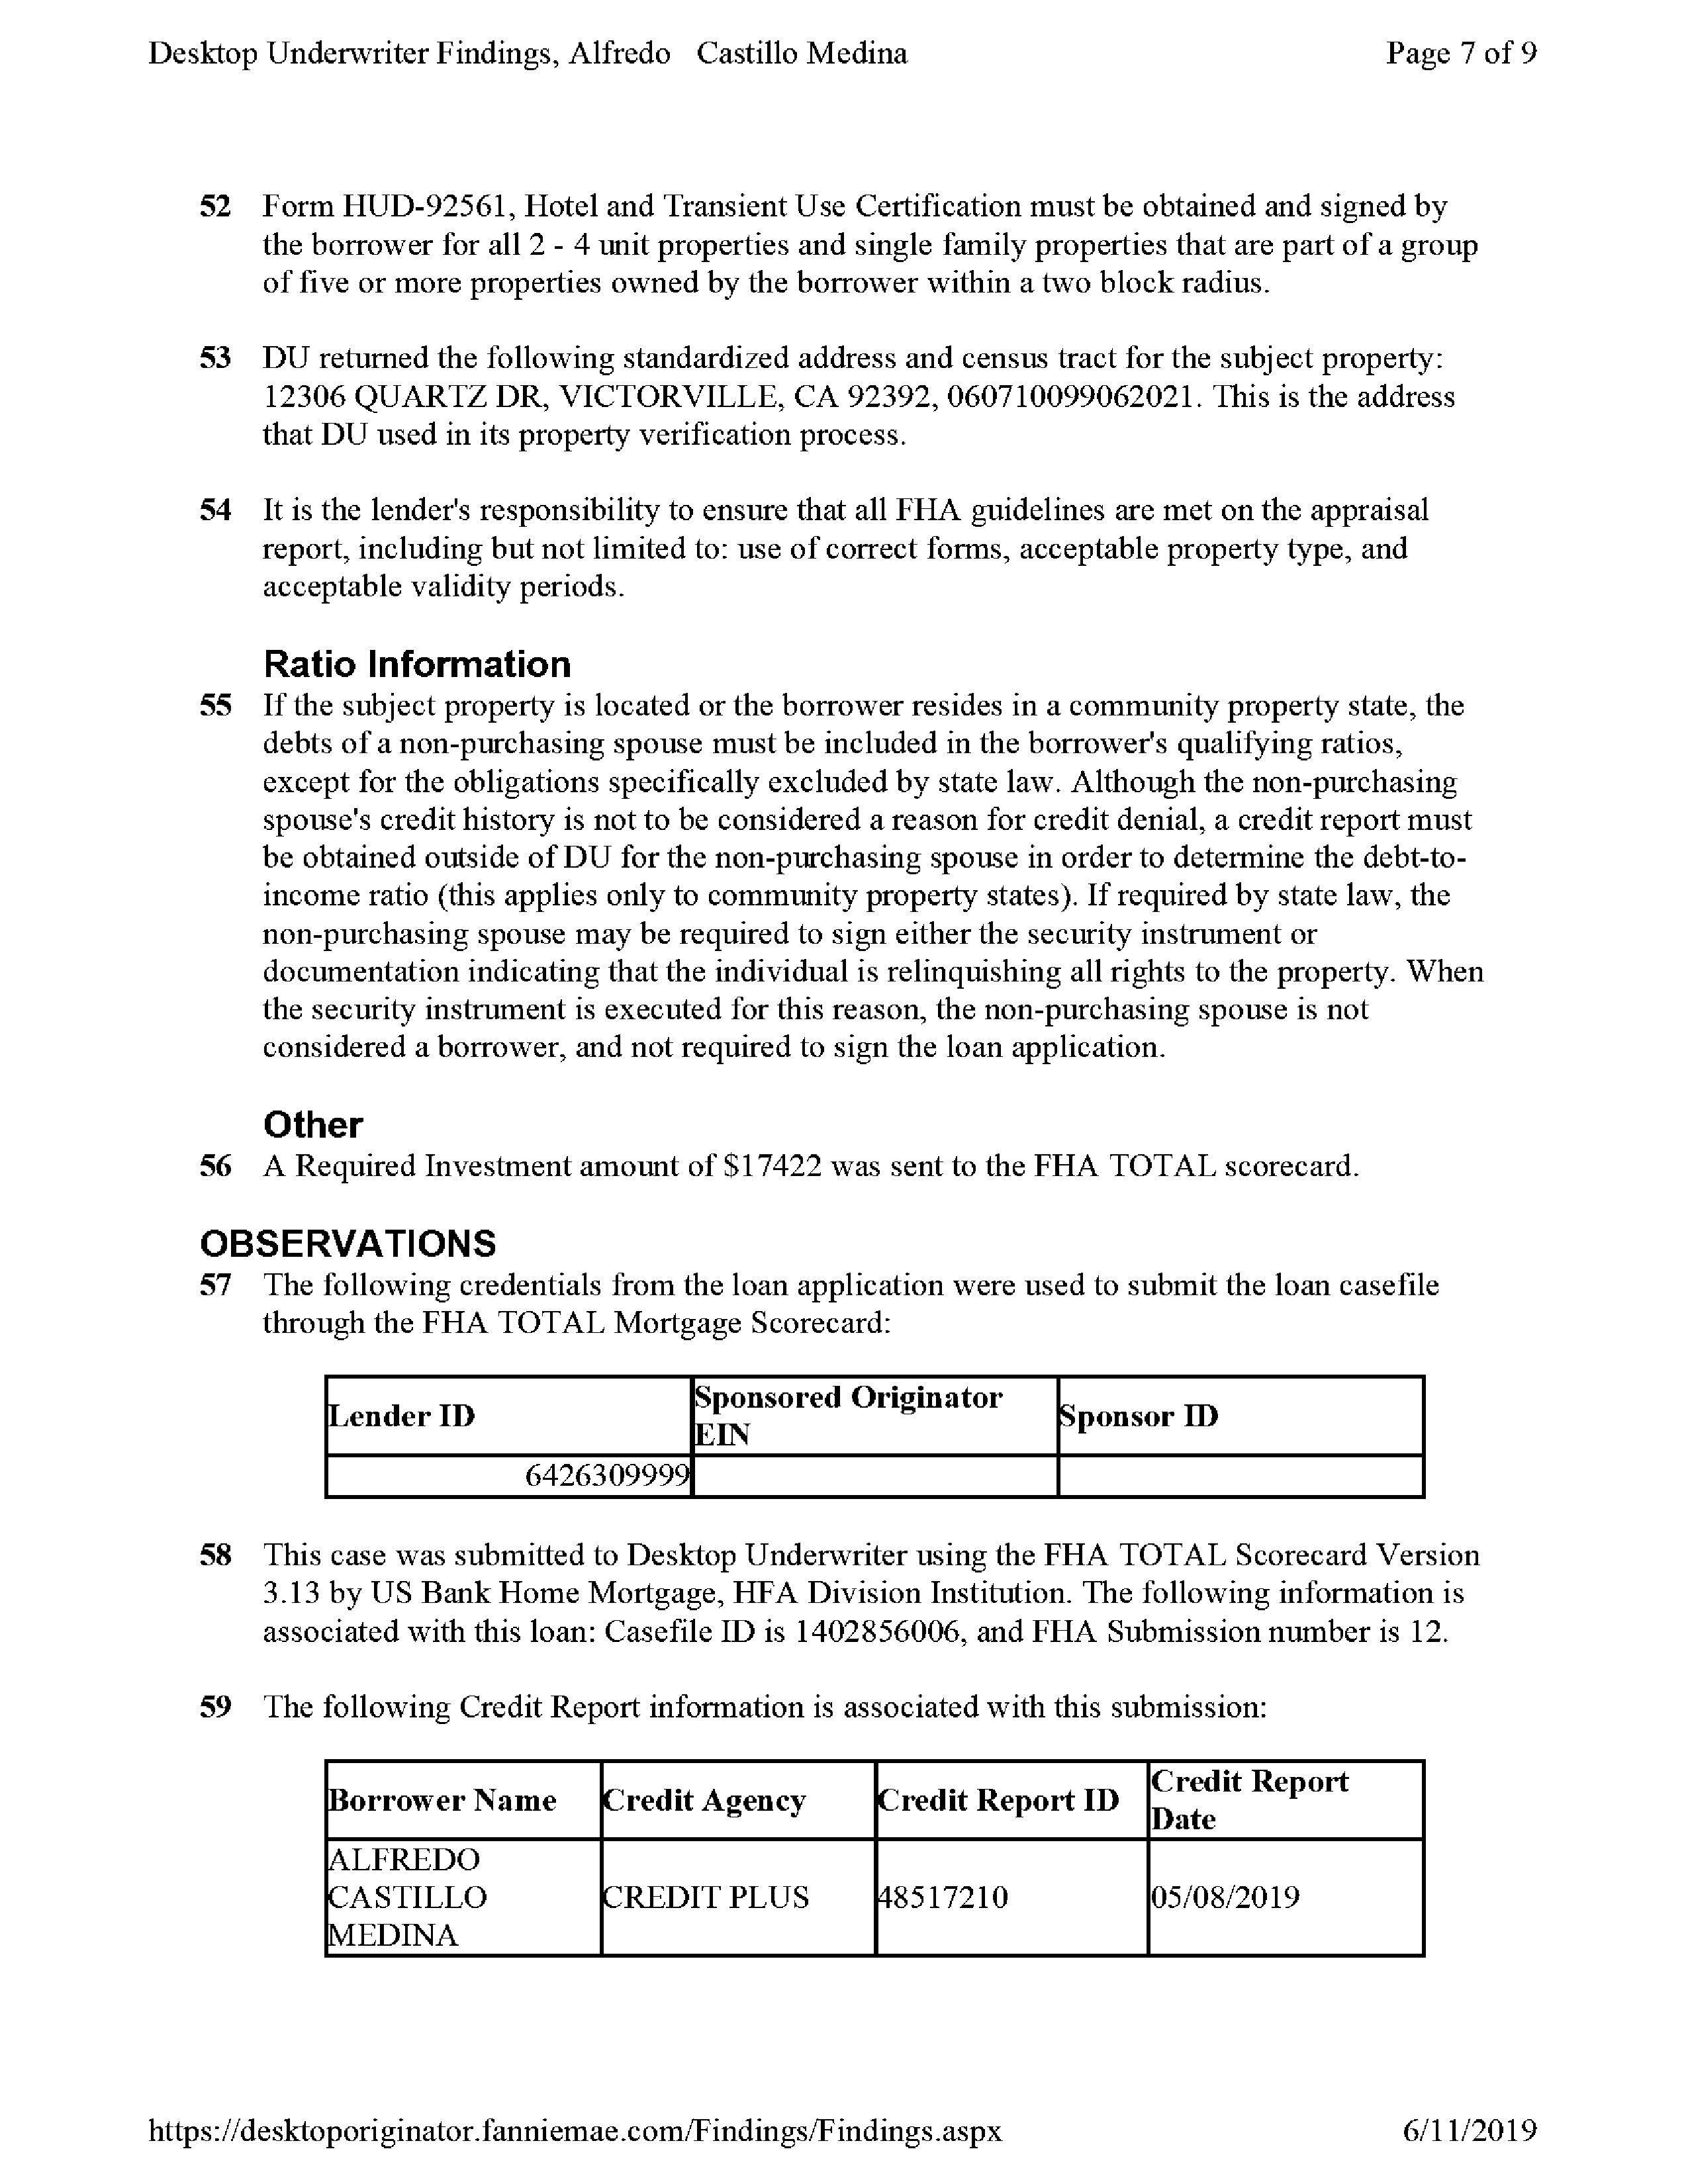 Desktop Underwriter Findings, Alfredo Castillo Medina Page 7 of 9
52 Form HUD-92561, Hotel and Transient Use Certification must be obtained and signed by
the borrower for all 2 - 4 unit properties and single family properties that are part of a group
of five or more properties owned by the borrower within a two block radius.
53 DU returned the following standardized address and census tract for the subject property:
12306 QUARTZ DR, VICTORVILLE, CA 92392, 060710099062021. This is the address
that DU used in its property verification process.
54 It is the lender's responsibility to ensure that all FHA guidelines are met on the appraisal
report, including but not limited to: use of correct forms, acceptable property type, and
acceptable validity periods.
Ratio Information
55 If the subject property is located or the borrower resides in a community property state, the
debts of a non-purchasing spouse must be included in the borrower's qualifying ratios,
except for the obligations specifically excluded by state law. Although the non-purchasing
spouse's credit history is not to be considered a reason for credit denial, a credit report must
be obtained outside of DU for the non-purchasing spouse in order to determine the debt-to-
income ratio (this applies only to community property states). If required by state law, the
non-purchasing spouse may be required to sign either the security instrument or
documentation indicating that the individual is relinquishing all rights to the property. When
the security instrument is executed for this reason, the non-purchasing spouse is not
considered a borrower, and not required to sign the loan application.
Other
56 A Required Investment amount of $17422 was sent to the FHA TOTAL scorecard.
OBSERVATIONS
57 The following credentials from the loan application were used to submit the loan casefile
through the FHA TOTAL Mortgage Scorecard:
Lender ID Sponsored Originator EIN Sponsor ID
6426309999
58 This case was submitted to Desktop Underwriter using the FHA TOTAL Scorecard Version
3.13 by US Bank Home Mortgage, HFA Division Institution. The following information is
associated with this loan: Casefile ID is 1402856006, and FHA Submission number is 12.
59 The following Credit Report information is associated with this submission:
Borrower Name Credit Agency Credit Report ID Credit Report Date
ALFREDO CASTILLO MEDINA CREDIT PLUS 48517210 05/08/2019
https://desktoporiginator.fanniemae.com/Findings/Findings.aspx 6/11/2019